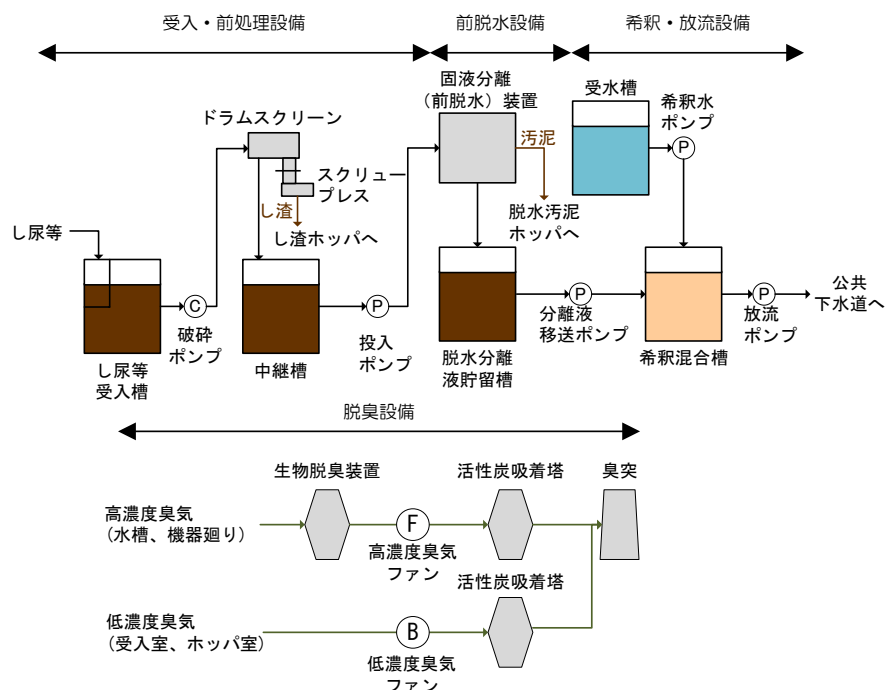 受入・前処理設備
前脱水設備
希釈・放流設備
固液分離
（前脱水）装置
受水槽
希釈水
ポンプ
P
ドラムスクリーン
汚泥
スクリュー
プレス
し渣
し渣ホッパへ
脱水汚泥
ホッパへ
し尿等
C
破砕
ポンプ
し尿等
受入槽
中継槽
P
投入
ポンプ
脱水分離
液貯留槽
P
分離液
移送ポンプ
希釈混合槽
P
放流
ポンプ
公共
下水道へ
脱臭設備
生物脱臭装置
活性炭吸着塔
臭突
高濃度臭気
（水槽、機器廻り）
F
高濃度臭気
ファン
活性炭吸着塔
低濃度臭気
（受入室、ホッパ室）
B
低濃度臭気
ファン